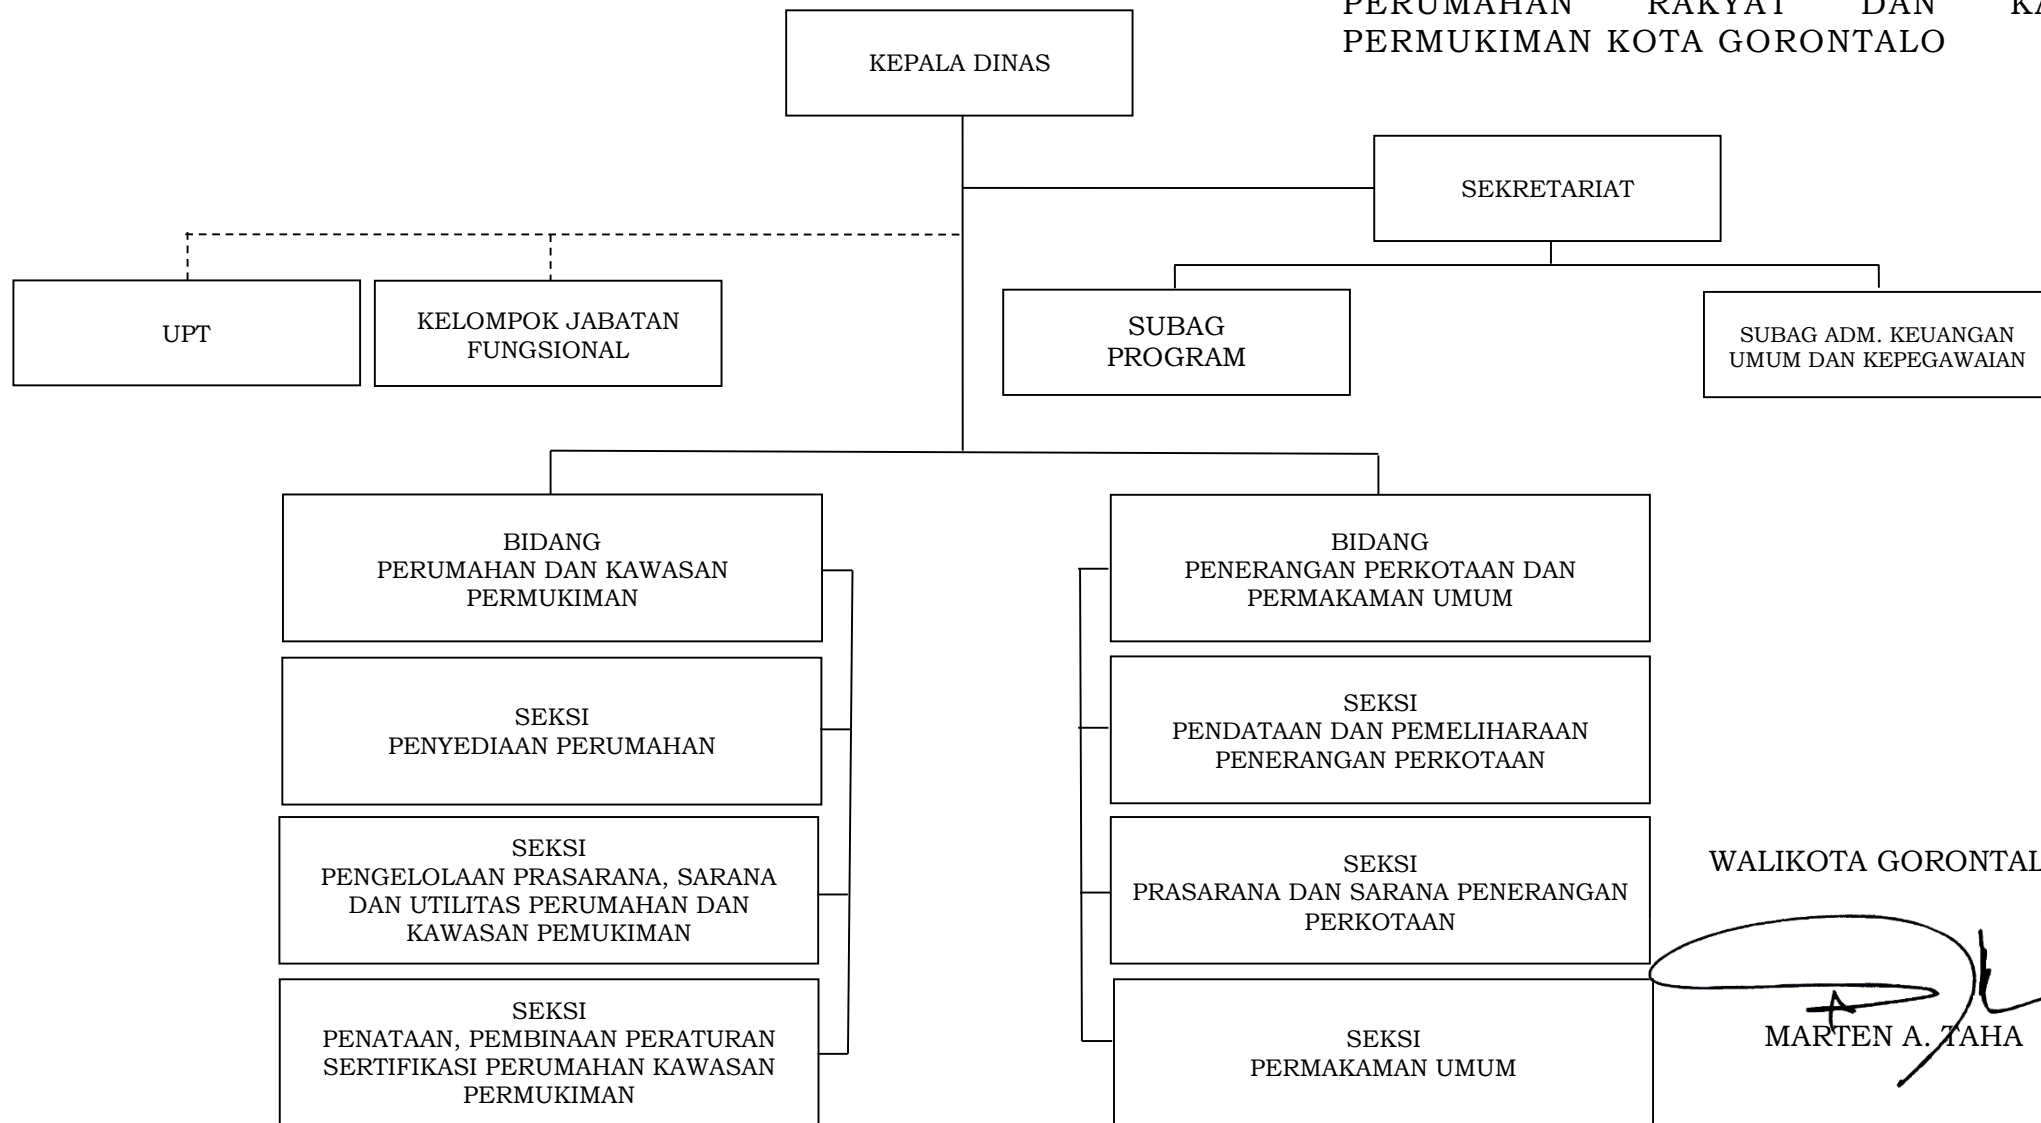 PERUMAHAN RAKYAT DAN
PERMUKIMAN KOTA GORONTALO
KEPALA DINAS
SEKRETARIAT
UPT
KELOMPOK JABATAN
FUNGSIONAL
SUBAG
PROGRAM
SUBAG ADM. KEUANGAN
UMUM DAN KEPEGAWAIAN
BIDANG
PERUMAHAN DAN KAWASAN
PERMUKIMAN
BIDANG
PENERANGAN PERKOTAAN DAN
PERMAKAMAN UMUM
SEKSI
PENYEDIAAN PERUMAHAN
SEKSI
PENDATAAN DAN PEMELIHARAAN
PENERANGAN PERKOTAAN
SEKSI
PENGELOLAAN PRASARANA, SARANA
DAN UTILITAS PERUMAHAN DAN
KAWASAN PEMUKIMAN
SEKSI
PRASARANA DAN SARANA PENERANGAN
PERKOTAAN
SEKSI
PENATAAN, PEMBINAAN PERATURAN
SERTIFIKASI PERUMAHAN KAWASAN
PERMUKIMAN
SEKSI
PERMAKAMAN UMUM
WALIKOTA GORONTAL
MARTEN A. TAHA